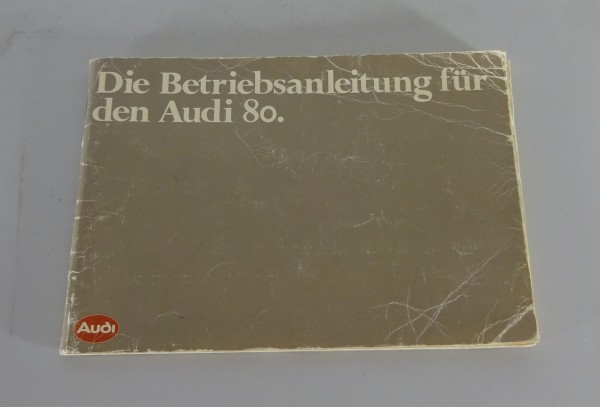 Die Betriebsanleitung für
den Audi 80.
Audi